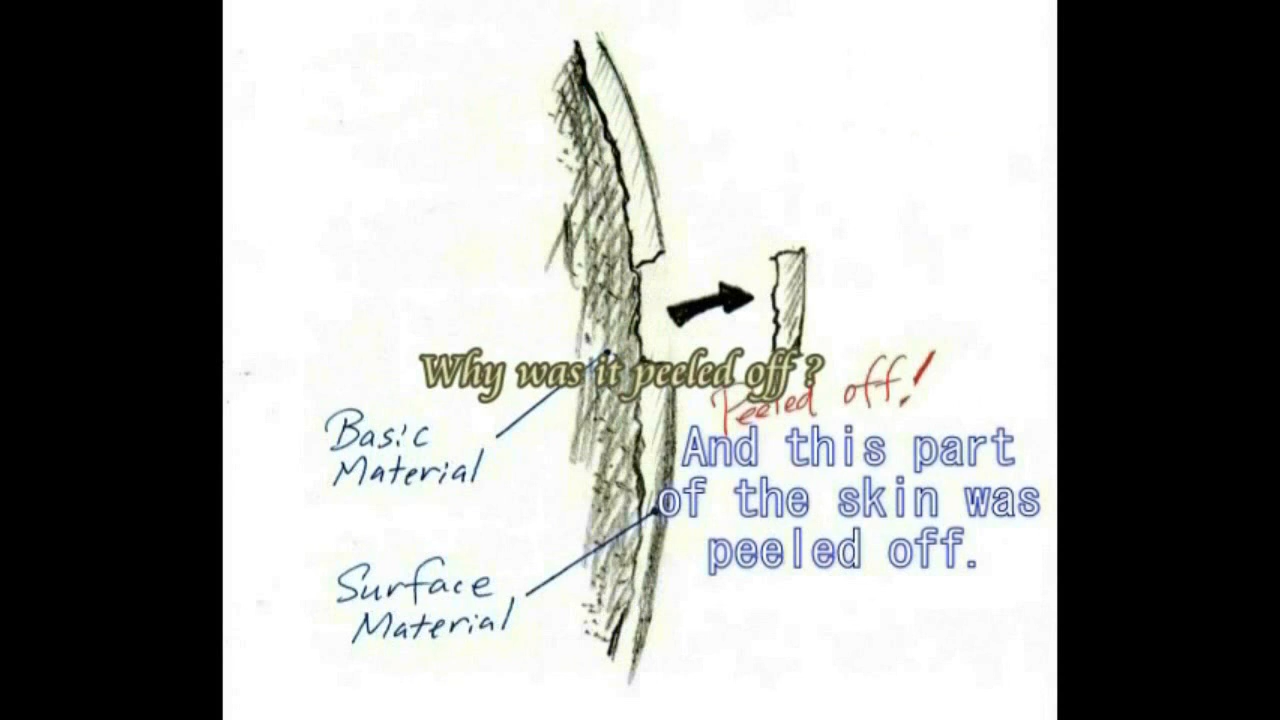 Why was it peeled off ?
Peeled off!
Basic
Material
And this part
of the skin was
peeled off.
Surface
Material